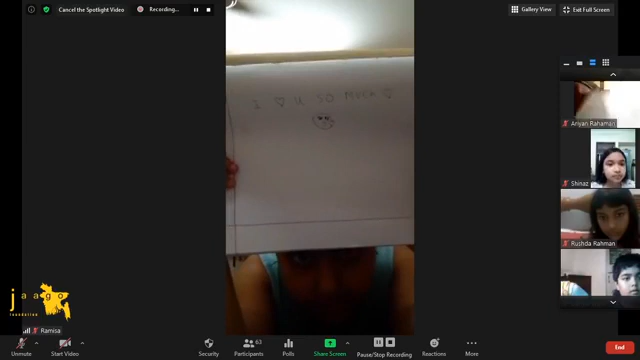 Cancel the Spotlight Video
Recording...
Gallery View
Exit Full Screen
I ♡ U SO MUCH ♡
Ariyan Rahaman
Shinaz
Rushda Rahman
jaago
FOUNDATION
Ramisa
Unmute
Start Video
Security
Participants
63
Polls
Share Screen
Pause/Stop Recording
Reactions
More
End